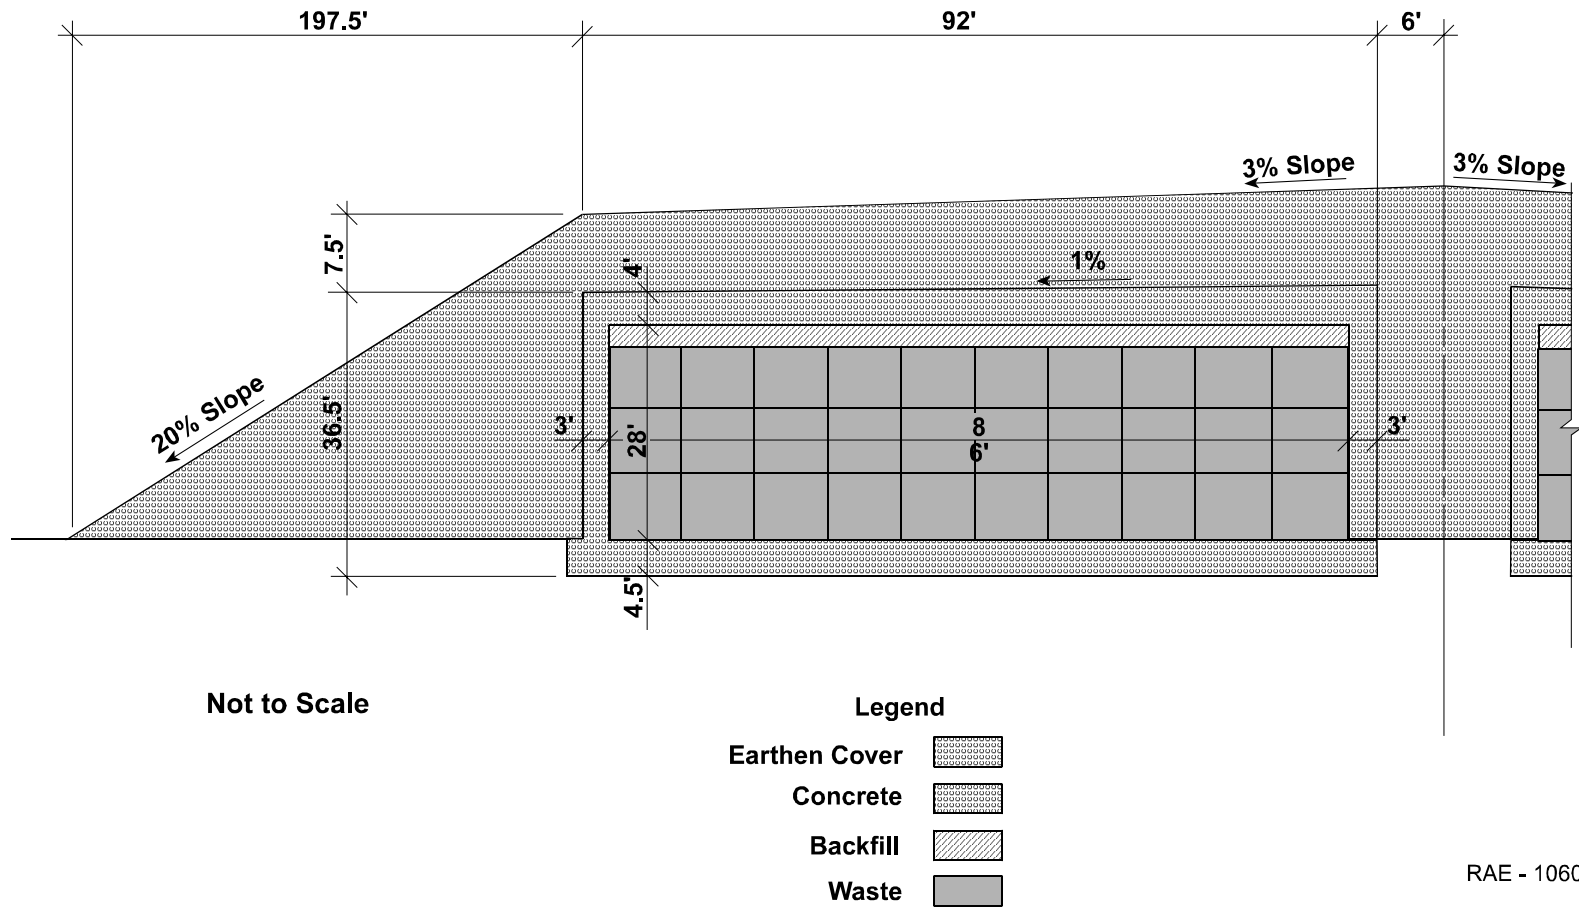 197.5'
92'
6'
3% Slope
3% Slope
7.5'
4'
1%
20% Slope
36.5'
3'
28'
8
6'
3'
4.5'
Not to Scale
Legend
Earthen Cover
Concrete
Backfill
Waste
RAE - 1060